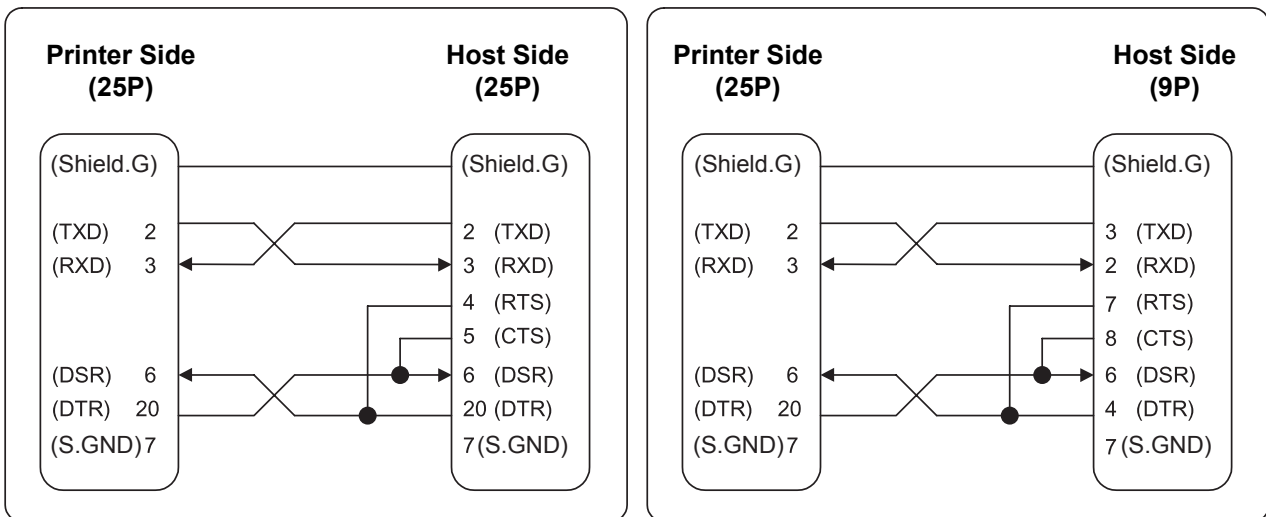 Printer Side
(25P)
Host Side
(25P)
(Shield.G)
(TXD) 2
(RXD) 3
(DSR) 6
(DTR) 20
(S.GND)7
(Shield.G)
2 (TXD)
3 (RXD)
4 (RTS)
5 (CTS)
6 (DSR)
20 (DTR)
7(S.GND)
Printer Side
(25P)
Host Side
(9P)
(Shield.G)
(TXD) 2
(RXD) 3
(DSR) 6
(DTR) 20
(S.GND)7
(Shield.G)
3 (TXD)
2 (RXD)
7 (RTS)
8 (CTS)
6 (DSR)
4 (DTR)
7 (S.GND)